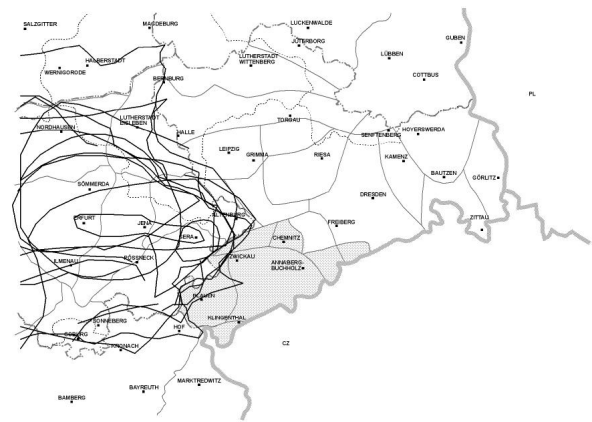 SALZGITTER
MAGDEBURG
LUCKENWALDE
JÜTERBORG
GUBEN
LÜBBEN
HALBERSTADT
WERNIGORODE
LUTHERSTADT
WITTENBERG
COTTBUS
BERNBURG
PL
LUTHERSTADT
EISLEBEN
TORGAU
NORDHAUSEN
HALLE
SENFTENBERG
HOYERSWERDA
LEIPZIG
GRIMMA
RIESA
KAMENZ
BAUTZEN
GÖRLITZ
SÖMMERDA
DRESDEN
ERFURT
JENA
ALTENBURG
ZITTAU
FREIBERG
GERA
CHEMNITZ
ILMENAU
PÖSSNECK
ZWICKAU
ANNABERG-
BUCHHOLZ
PLAUEN
SONNEBERG
KLINGENTHAL
COBURG
HOF
KRONACH
CZ
MARKTREDWITZ
BAYREUTH
BAMBERG